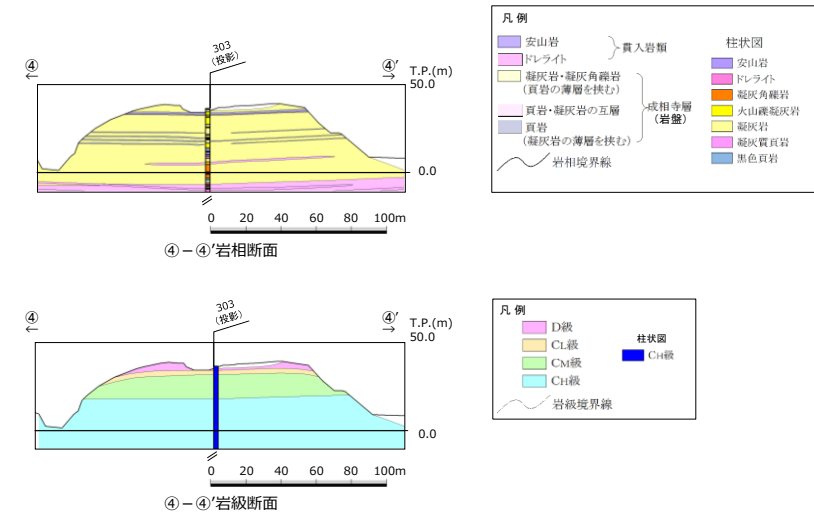 303
(投影)
④
④′
T.P.(m)
50.0
0.0
0 20 40 60 80 100m
④－④′岩相断面
凡 例
安山岩
ドレライト
貫入岩類
凝灰岩・凝灰角礫岩
(頁岩の薄層を挟む)
頁岩・凝灰岩の互層
頁岩
(凝灰岩の薄層を挟む)
成相寺層
(岩盤)
岩相境界線
柱状図
安山岩
ドレライト
凝灰角礫岩
火山礫凝灰岩
凝灰岩
凝灰質頁岩
黒色頁岩
303
(投影)
④
④′
T.P.(m)
50.0
0.0
0 20 40 60 80 100m
④－④′岩級断面
凡 例
D級
CL級
CM級
CH級
岩級境界線
柱状図
CH級